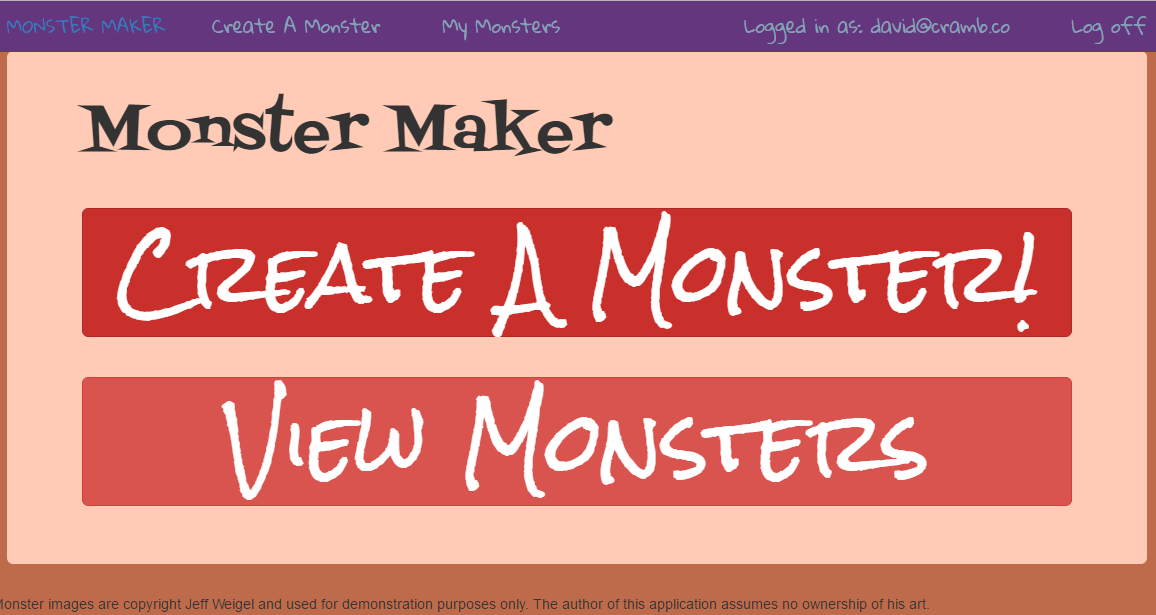 MONSTER MAKER Create A Monster My Monsters Logged in as: david@cramb.co Log off
Monster Maker
Create A Monster!
View Monsters
Monster images are copyright Jeff Weigel and used for demonstration purposes only. The author of this application assumes no ownership of his art.